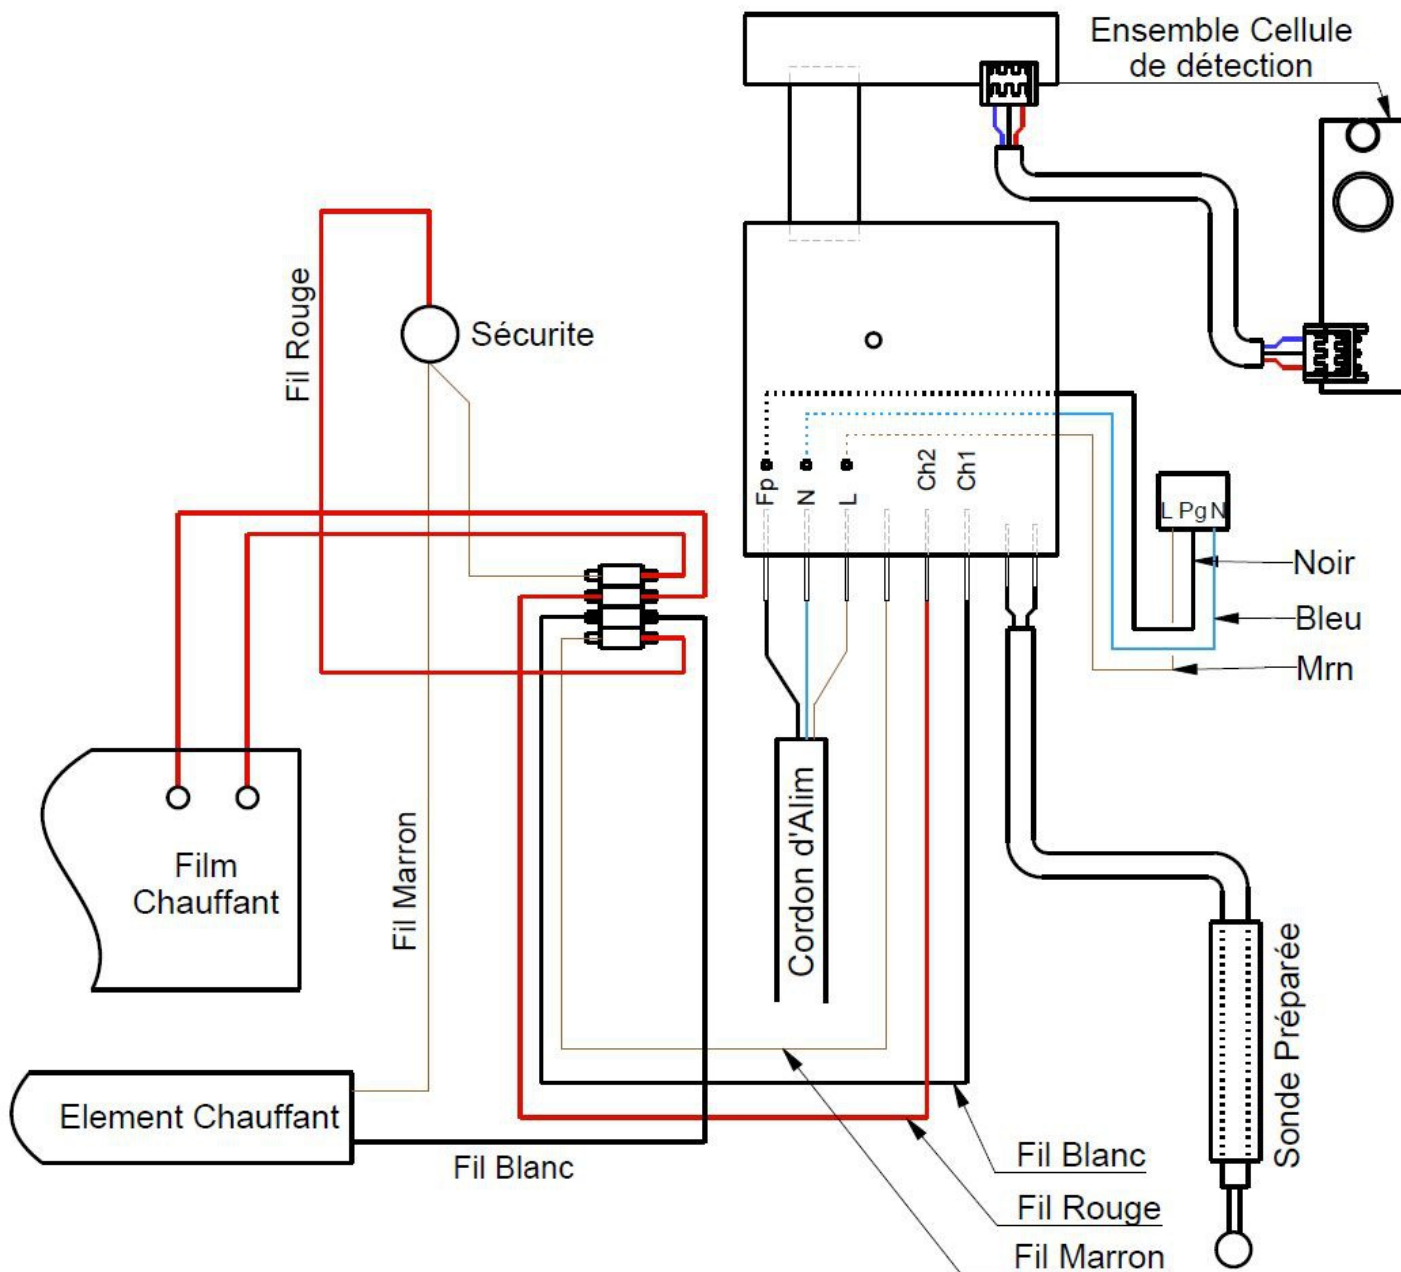 Ensemble Cellule
de détection
Fil Rouge
Sécurite
Fp
N
L
Ch2
Ch1
L Pg N
Noir
Bleu
Mrn
Film
Chauffant
Fil Marron
Cordon d'Alim
Sonde Préparée
Element Chauffant
Fil Blanc
Fil Blanc
Fil Rouge
Fil Marron